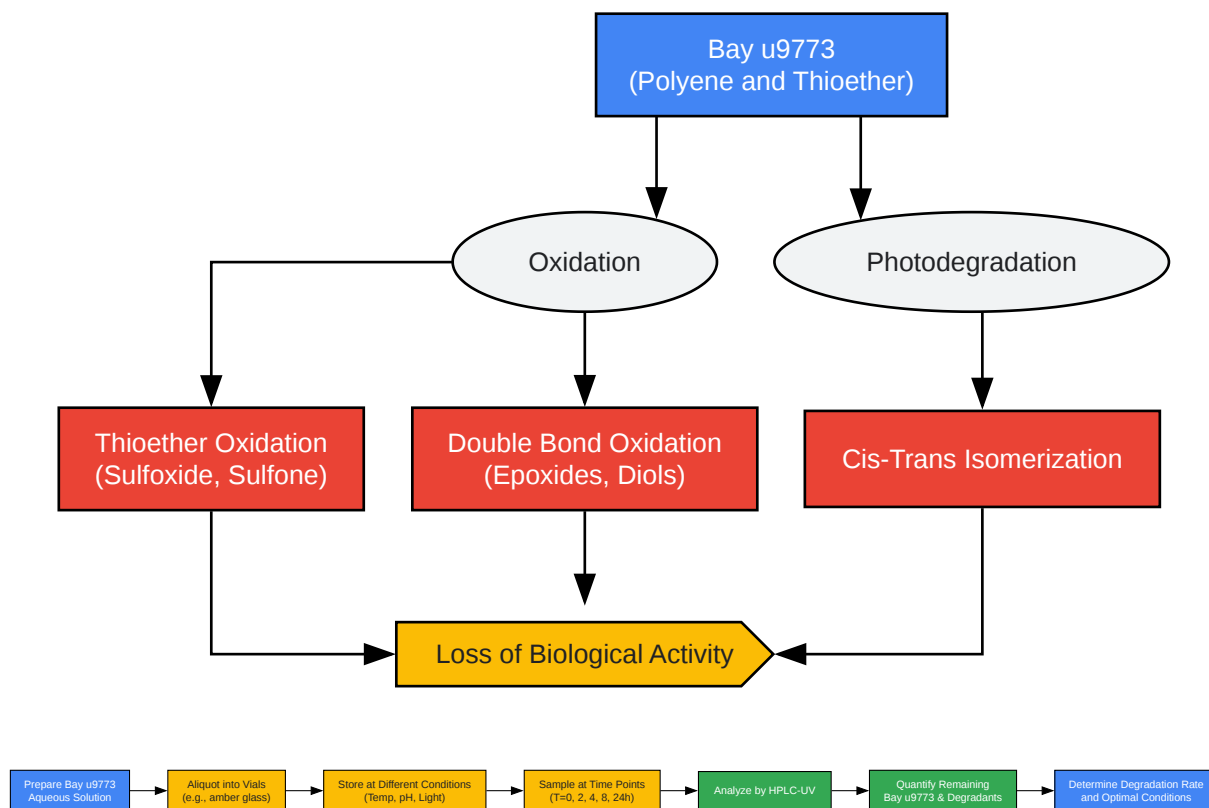 Bay u9773
(Polyene and Thioether)
Oxidation
Photodegradation
Thioether Oxidation
(Sulfoxide, Sulfone)
Double Bond Oxidation
(Epoxides, Diols)
Cis-Trans Isomerization
Loss of Biological Activity
Prepare Bay u9773
Aqueous Solution
Aliquot into Vials
(e.g., amber glass)
Store at Different Conditions
(Temp, pH, Light)
Sample at Time Points
(T=0, 2, 4, 8, 24h)
Analyze by HPLC-UV
Quantify Remaining
Bay u9773 & Degradants
Determine Degradation Rate
and Optimal Conditions